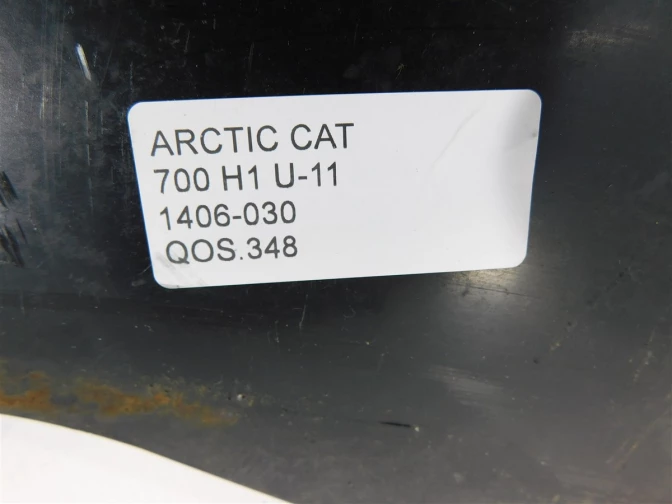 ARCTIC CAT
700 H1 U-11
1406-030
QOS.348